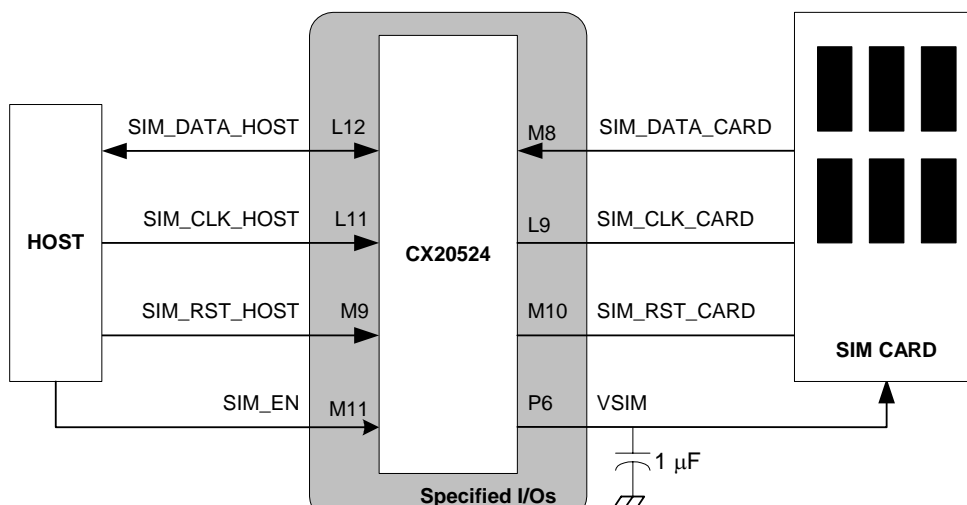 SIM_DATA_HOST L12 M8 SIM_DATA_CARD
SIM_CLK_HOST L11 L9 SIM_CLK_CARD
HOST CX20524
SIM_RST_HOST M9 M10 SIM_RST_CARD
SIM CARD
SIM_EN M11 P6 VSIM
1 μF
Specified I/Os